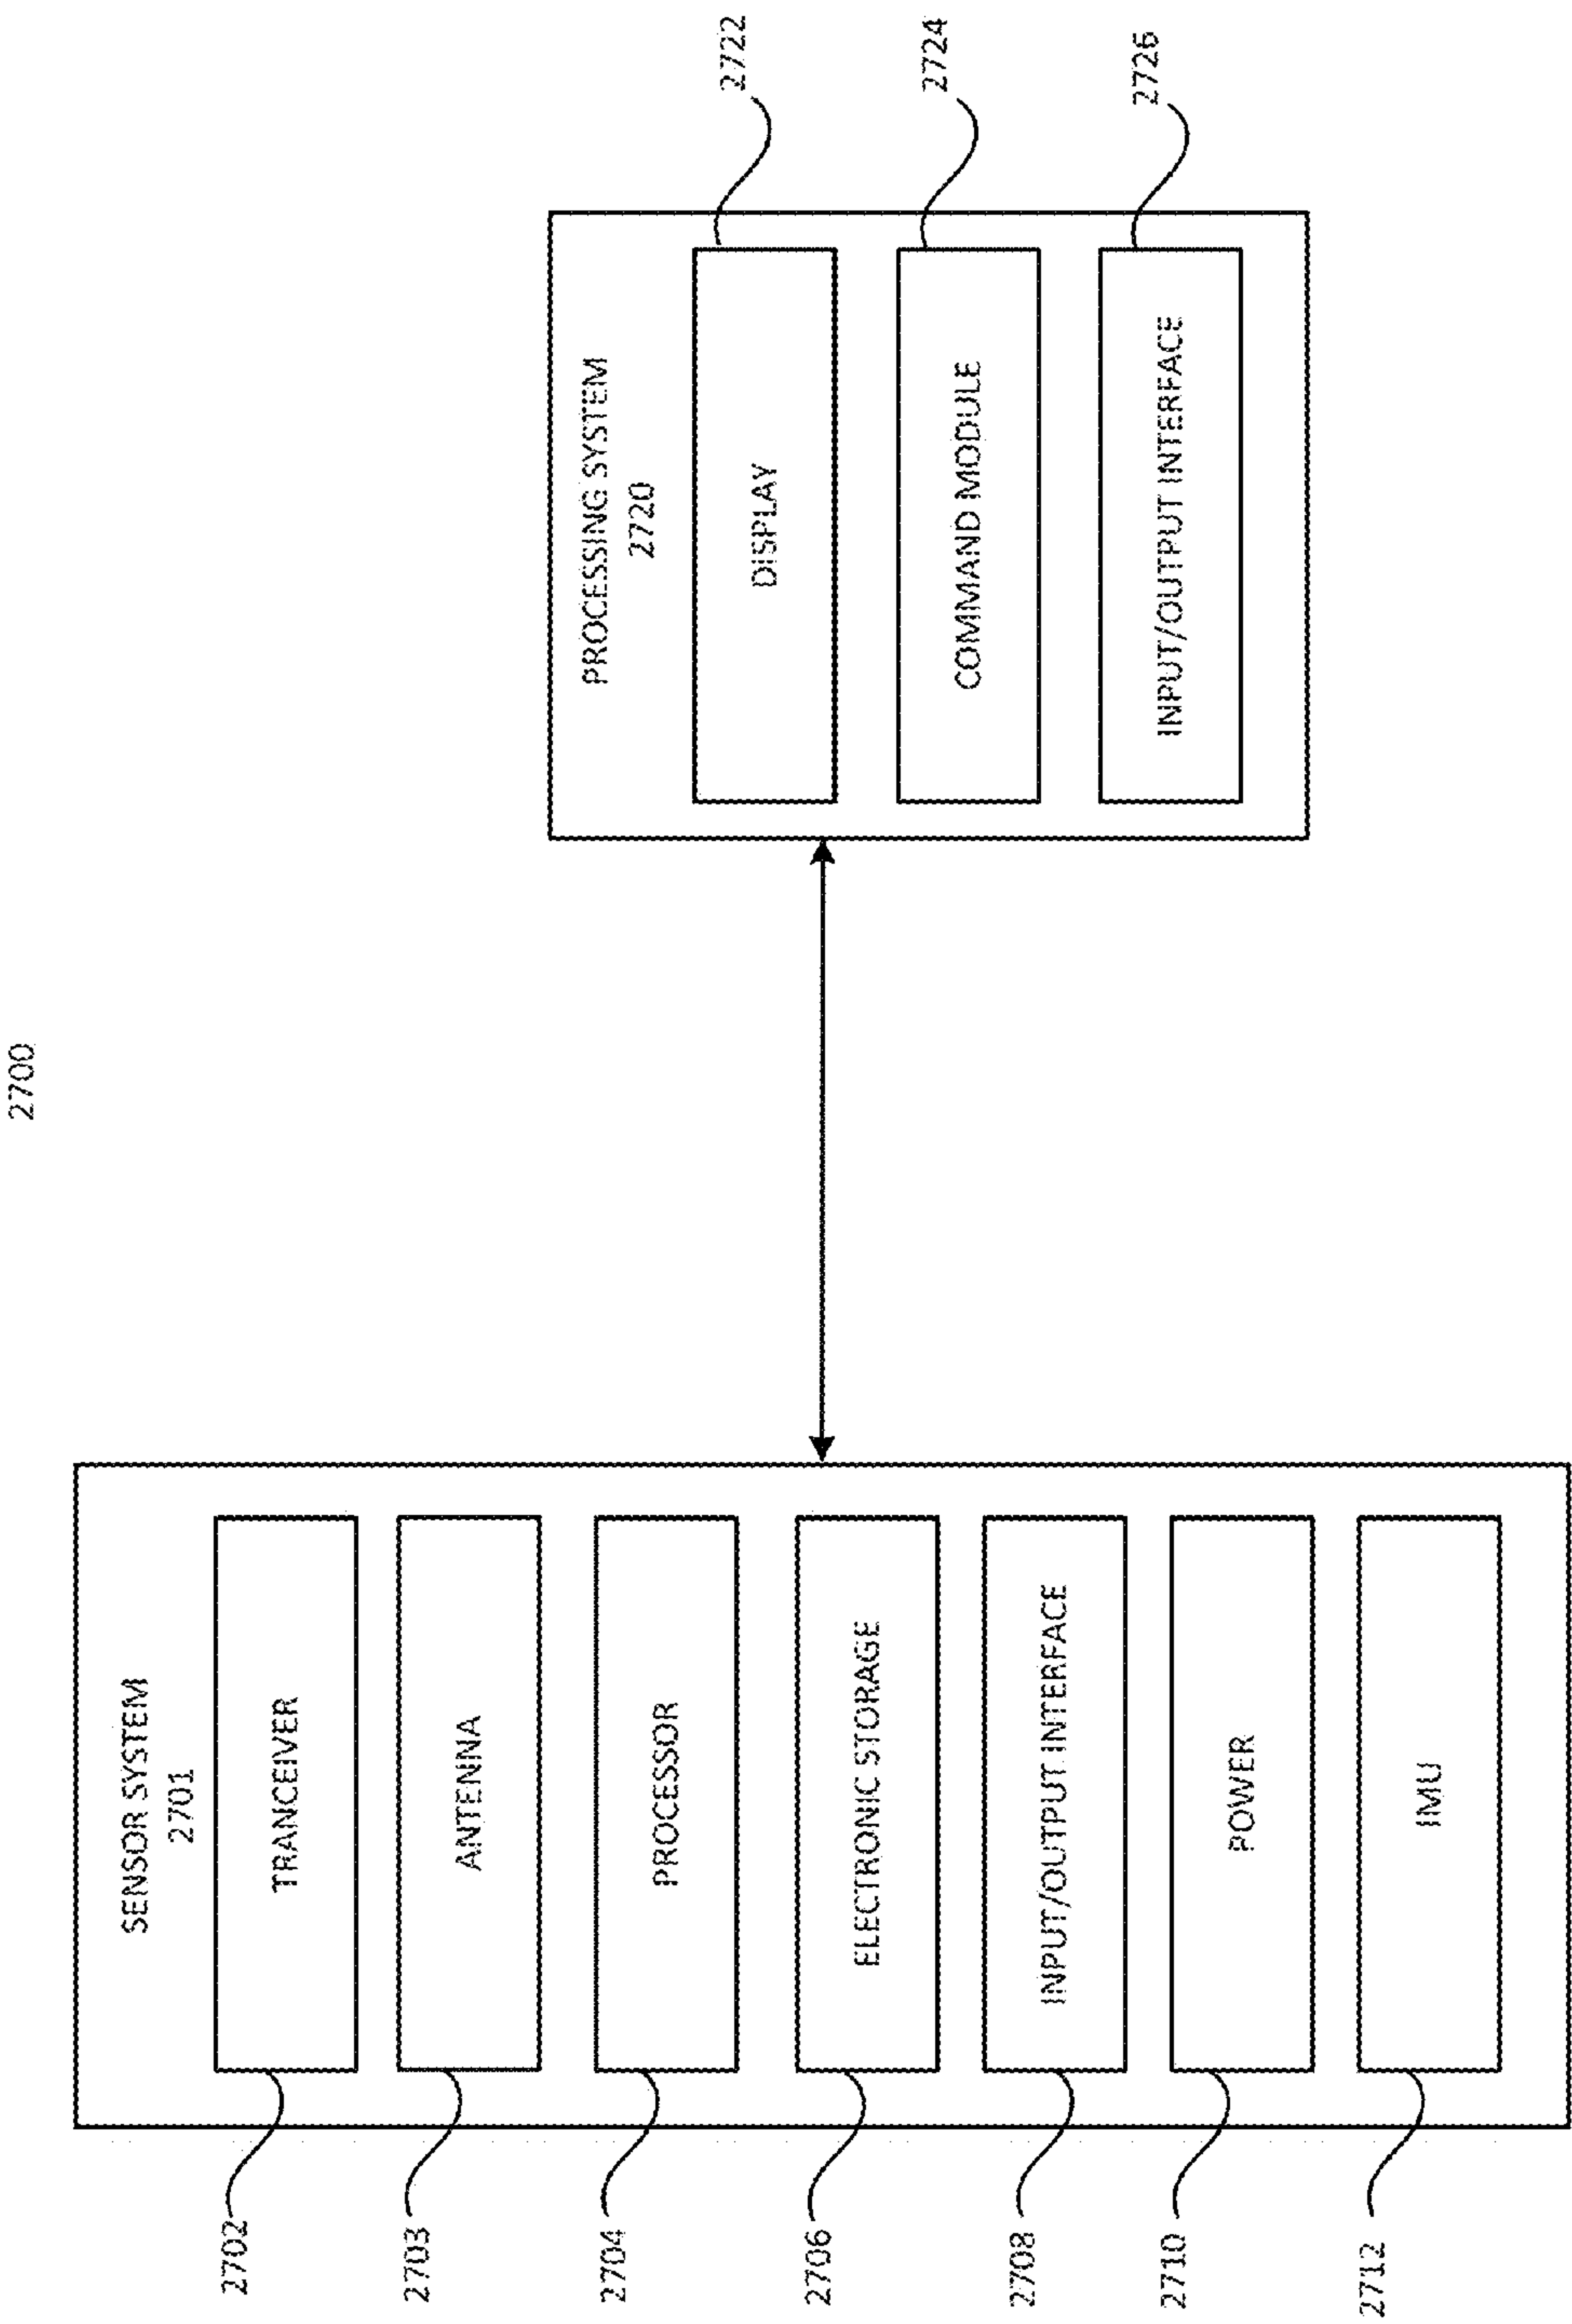 2700
SENSOR SYSTEM
2701
2702
TRANCEIVER
2703
ANTENNA
2704
PROCESSOR
2706
ELECTRONIC STORAGE
2708
INPUT/OUTPUT INTERFACE
2710
POWER
2712
IMU
PROCESSING SYSTEM
2720
DISPLAY
2722
COMMAND MODULE
2724
INPUT/OUTPUT INTERFACE
2726